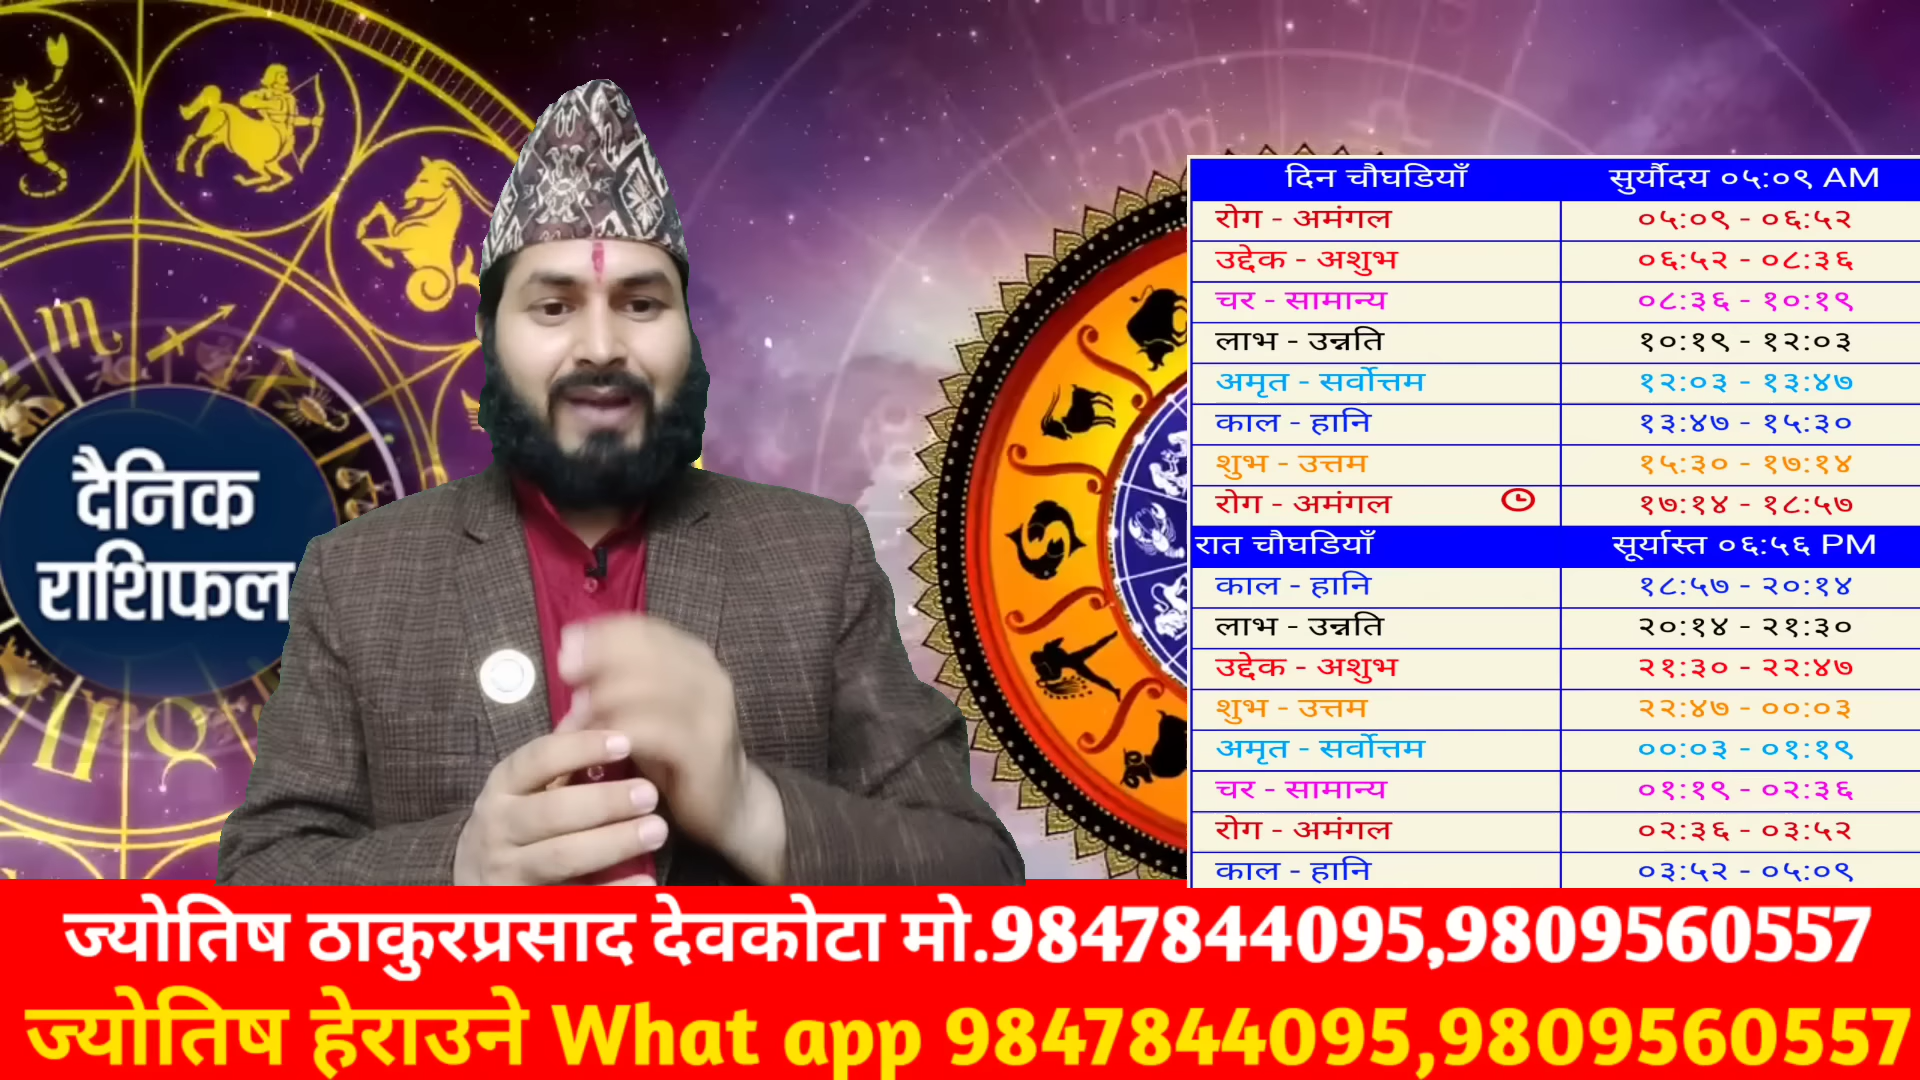 दैनिक
राशिफल
दिन चौघडियाँ सुर्यौदय ०५:०९ AM
रोग - अमंगल ०५:०९ - ०६:५२
उद्देक - अशुभ ०६:५२ - ०८:३६
चर - सामान्य ०८:३६ - १०:१९
लाभ - उन्नति १०:१९ - १२:०३
अमृत - सर्वोत्तम १२:०३ - १३:४७
काल - हानि १३:४७ - १५:३०
शुभ - उत्तम १५:३० - १७:१४
रोग - अमंगल १७:१४ - १८:५७
रात चौघडियाँ सूर्यास्त ०६:५६ PM
काल - हानि १८:५७ - २०:१४
लाभ - उन्नति २०:१४ - २१:३०
उद्देक - अशुभ २१:३० - २२:४७
शुभ - उत्तम २२:४७ - ००:०३
अमृत - सर्वोत्तम ००:०३ - ०१:१९
चर - सामान्य ०१:१९ - ०२:३६
रोग - अमंगल ०२:३६ - ०३:५२
काल - हानि ०३:५२ - ०५:०९
ज्योतिष ठाकुरप्रसाद देवकोटा मो.9847844095,9809560557
ज्योतिष हेराउने What app 9847844095,9809560557